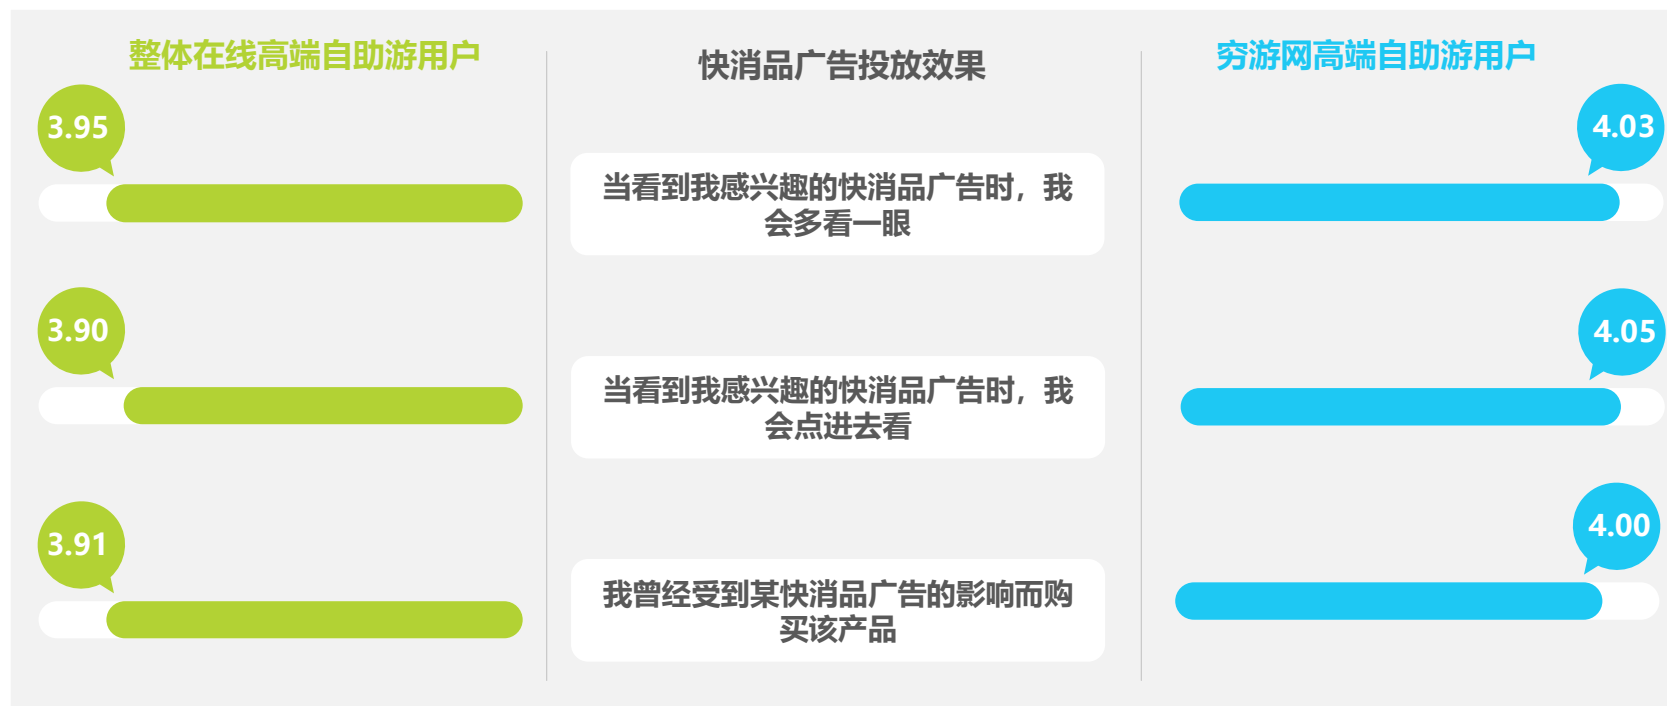 整体在线高端自助游用户
快消品广告投放效果
穷游网高端自助游用户
3.95
4.03
当看到我感兴趣的快消品广告时，我
会多看一眼
3.90
4.05
当看到我感兴趣的快消品广告时，我
会点进去看
3.91
4.00
我曾经受到某快消品广告的影响而购
买该产品